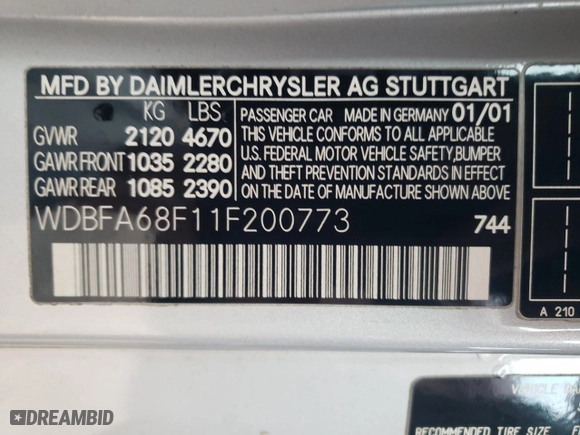 MFD BY DAIMLERCHRYSLER AG STUTTGART
KG LBS
GVWR 2120 4670
GAWR FRONT 1035 2280
GAWR REAR 1085 2390
PASSENGER CAR MADE IN GERMANY 01/01
THIS VEHICLE CONFORMS TO ALL APPLICABLE
U.S. FEDERAL MOTOR VEHICLE SAFETY, BUMPER
AND THEFT PREVENTION STANDARDS IN EFFECT
ON THE DATE OF MANUFACTURE SHOWN ABOVE.
WDBFA68F11F200773 744
A 210
VEHICLE
RECOMMENDED TIRE SIZE
DREAMBID